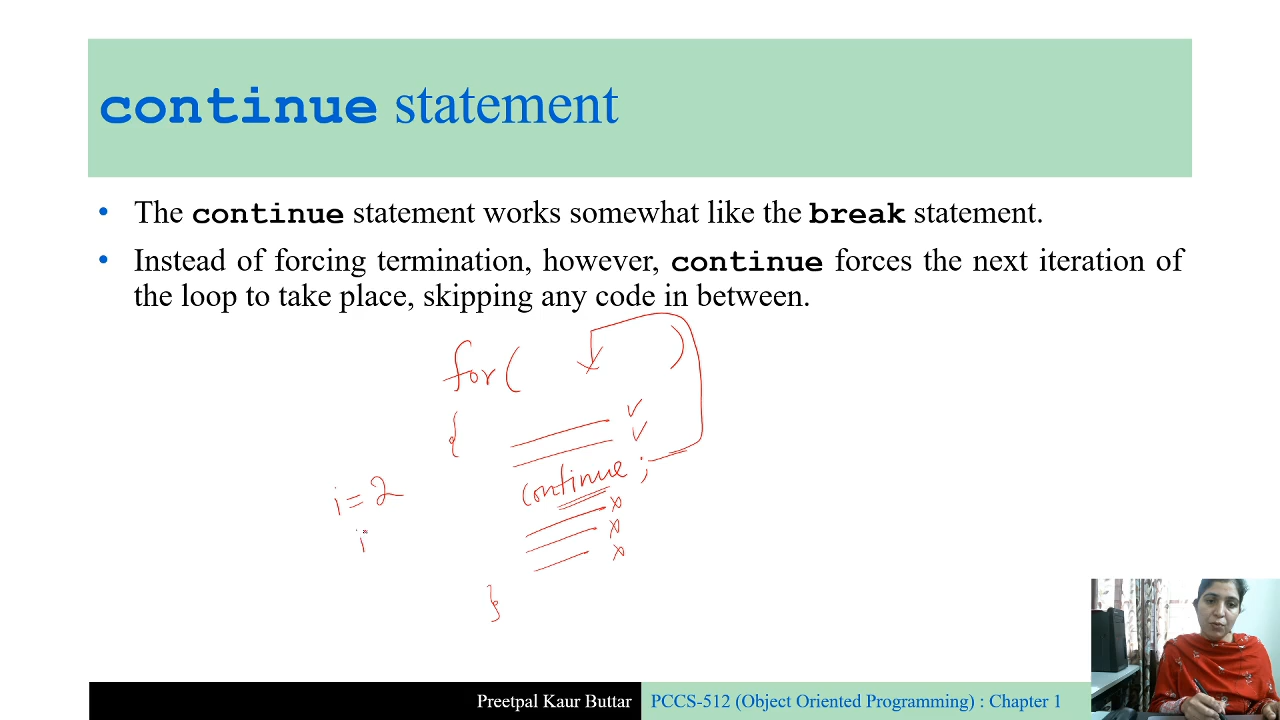 continue statement
• The continue statement works somewhat like the break statement.
• Instead of forcing termination, however, continue forces the next iteration of
the loop to take place, skipping any code in between.
for( )
{
continue ;
i = 2
i
}
Preetpal Kaur Buttar
PCCS-512 (Object Oriented Programming) : Chapter 1